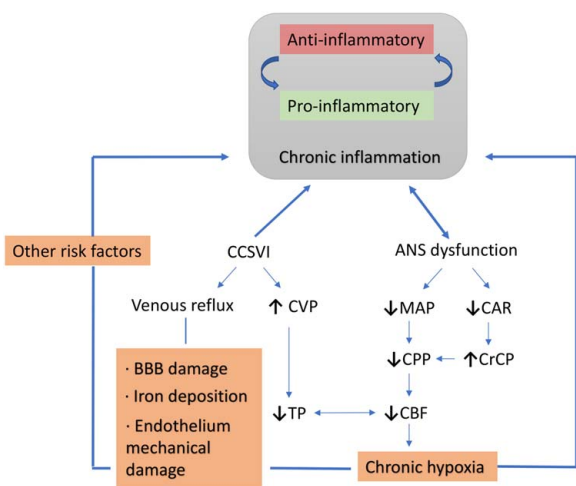 Anti-inflammatory
Pro-inflammatory
Chronic inflammation
Other risk factors
CCSVI
ANS dysfunction
Venous reflux
↑ CVP
↓MAP
↓CAR
· BBB damage
· Iron deposition
· Endothelium
mechanical
damage
↓CPP
↑CrCP
↓TP
↓CBF
Chronic hypoxia